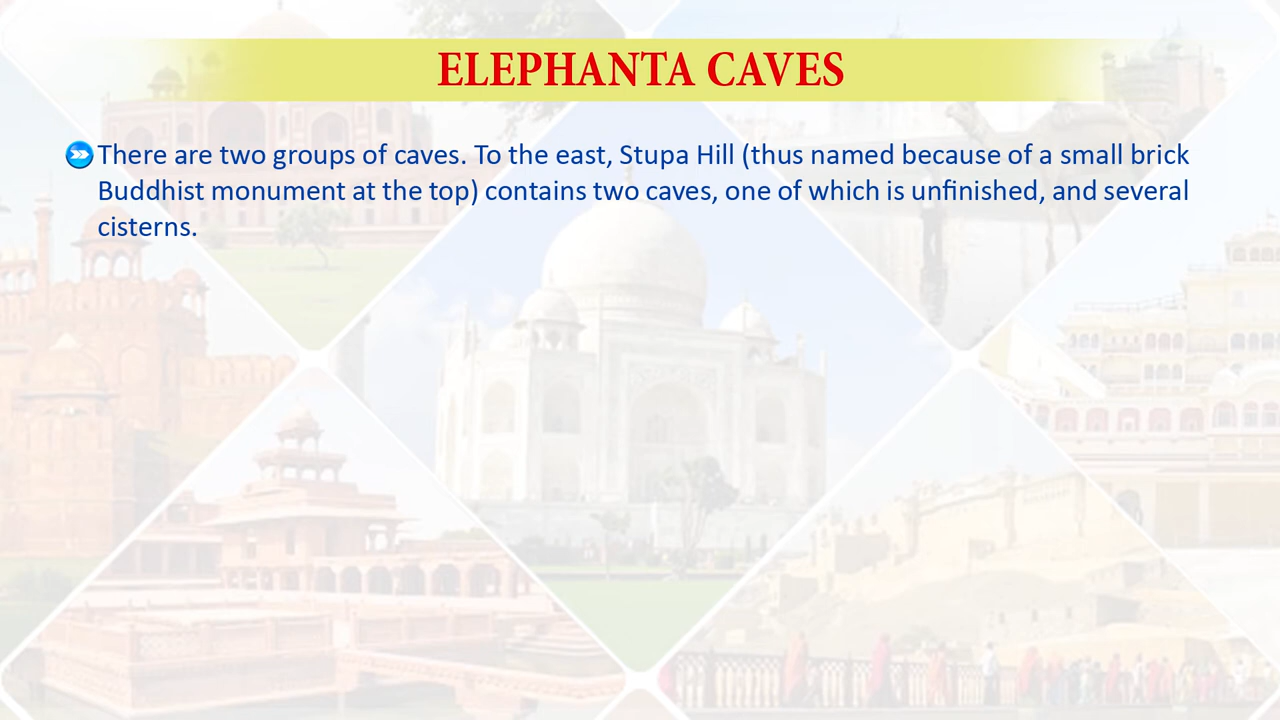 ELEPHANTA CAVES
There are two groups of caves. To the east, Stupa Hill (thus named because of a small brick
Buddhist monument at the top) contains two caves, one of which is unfinished, and several
cisterns.